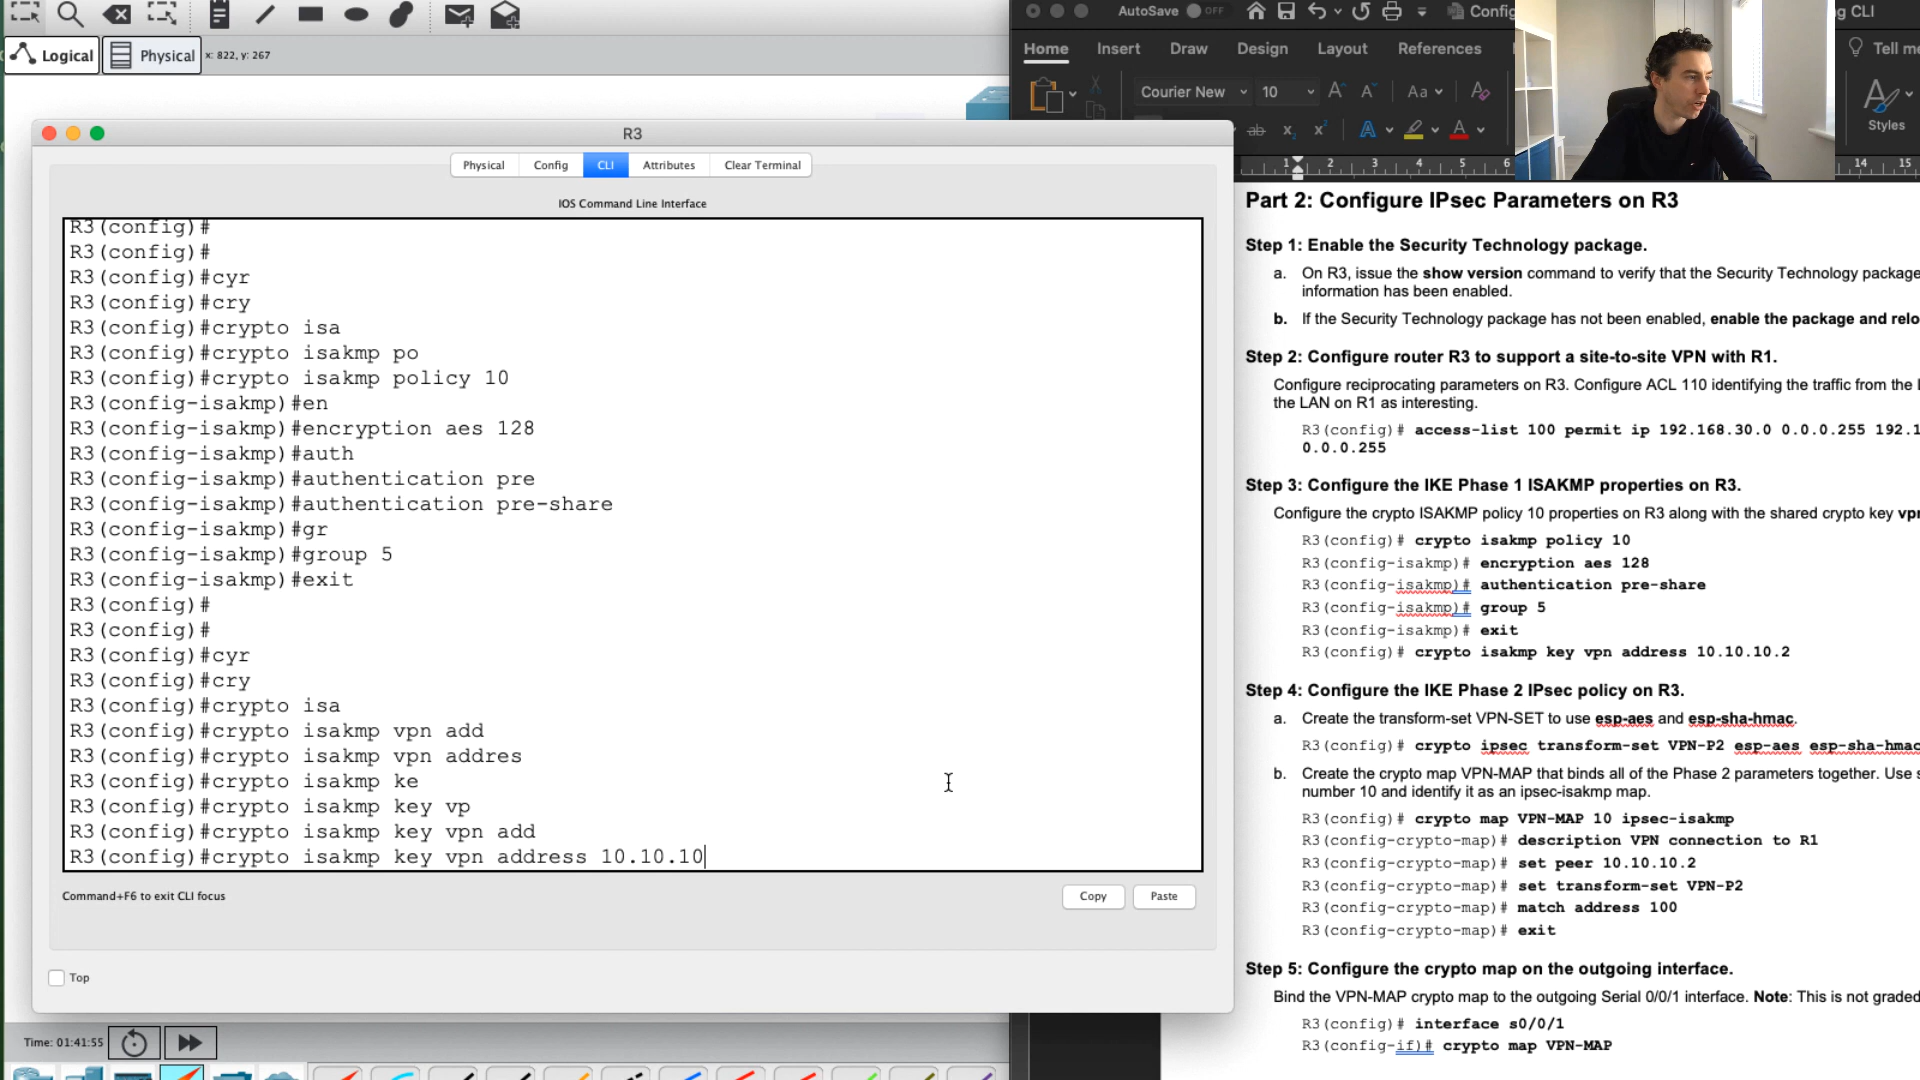 Logical
Physical
x: 822, y: 267
AutoSave OFF
Config
g CLI
Home
Insert
Draw
Design
Layout
References
Tell me
Courier New
10
Aa
Styles
1 2 3 4 5 6
14 15
R3
Physical
Config
CLI
Attributes
Clear Terminal
IOS Command Line Interface
R3(config)#
R3(config)#
R3(config)#cyr
R3(config)#cry
R3(config)#crypto isa
R3(config)#crypto isakmp po
R3(config)#crypto isakmp policy 10
R3(config-isakmp)#en
R3(config-isakmp)#encryption aes 128
R3(config-isakmp)#auth
R3(config-isakmp)#authentication pre
R3(config-isakmp)#authentication pre-share
R3(config-isakmp)#gr
R3(config-isakmp)#group 5
R3(config-isakmp)#exit
R3(config)#
R3(config)#
R3(config)#cyr
R3(config)#cry
R3(config)#crypto isa
R3(config)#crypto isakmp vpn add
R3(config)#crypto isakmp vpn addres
R3(config)#crypto isakmp ke
R3(config)#crypto isakmp key vp
R3(config)#crypto isakmp key vpn add
R3(config)#crypto isakmp key vpn address 10.10.10
Command+F6 to exit CLI focus
Copy
Paste
Top
Time: 01:41:55
Part 2: Configure IPsec Parameters on R3
Step 1: Enable the Security Technology package.
a. On R3, issue the show version command to verify that the Security Technology package
information has been enabled.
b. If the Security Technology package has not been enabled, enable the package and relo
Step 2: Configure router R3 to support a site-to-site VPN with R1.
Configure reciprocating parameters on R3. Configure ACL 110 identifying the traffic from the
the LAN on R1 as interesting.
R3(config)# access-list 100 permit ip 192.168.30.0 0.0.0.255 192.1
0.0.0.255
Step 3: Configure the IKE Phase 1 ISAKMP properties on R3.
Configure the crypto ISAKMP policy 10 properties on R3 along with the shared crypto key vpn
R3(config)# crypto isakmp policy 10
R3(config-isakmp)# encryption aes 128
R3(config-isakmp)# authentication pre-share
R3(config-isakmp)# group 5
R3(config-isakmp)# exit
R3(config)# crypto isakmp key vpn address 10.10.10.2
Step 4: Configure the IKE Phase 2 IPsec policy on R3.
a. Create the transform-set VPN-SET to use esp-aes and esp-sha-hmac.
R3(config)# crypto ipsec transform-set VPN-P2 esp-aes esp-sha-hmac
b. Create the crypto map VPN-MAP that binds all of the Phase 2 parameters together. Use s
number 10 and identify it as an ipsec-isakmp map.
R3(config)# crypto map VPN-MAP 10 ipsec-isakmp
R3(config-crypto-map)# description VPN connection to R1
R3(config-crypto-map)# set peer 10.10.10.2
R3(config-crypto-map)# set transform-set VPN-P2
R3(config-crypto-map)# match address 100
R3(config-crypto-map)# exit
Step 5: Configure the crypto map on the outgoing interface.
Bind the VPN-MAP crypto map to the outgoing Serial 0/0/1 interface. Note: This is not graded
R3(config)# interface s0/0/1
R3(config-if)# crypto map VPN-MAP